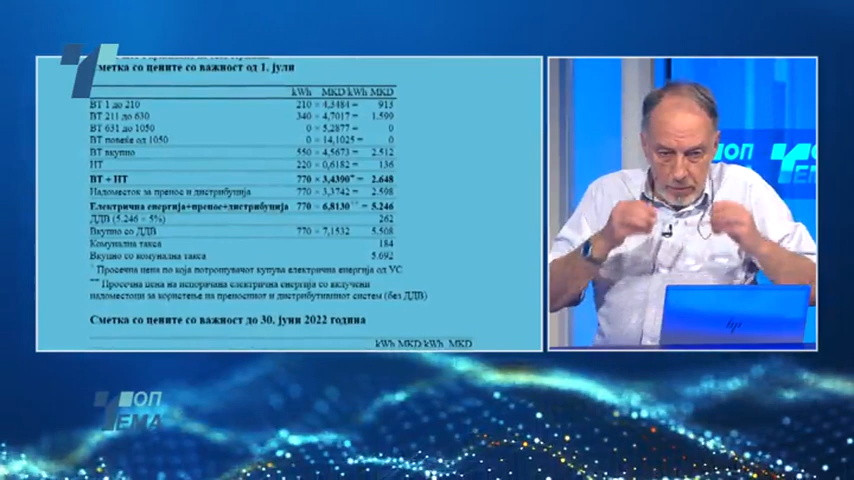 Сметка со цените со важност од 1. јули
kWh MKD/kWh MKD
ВТ 1 до 210 210 × 4,3484 = 913
ВТ 211 до 630 340 × 4,7017 = 1.599
ВТ 631 до 1050 0 × 5,2877 = 0
ВТ повеќе од 1050 0 × 14,1025 = 0
ВТ вкупно 550 × 4,5673 = 2.512
НТ 220 × 0,6182 = 136
ВТ + НТ 770 × 3,4390* = 2.648
Надоместок за пренос и дистрибуција 770 × 3,3742 = 2.598
Електрична енергија+пренос+дистрибуција 770 × 6,8130** = 5.246
ДДВ (5.246 × 5%) 262
Вкупно со ДДВ 770 × 7,1532 5.508
Комунална такса 184
Вкупно со комунална такса 5.692
* Просечна цена по која потрошувачот купува електрична енергија од УС
** Просечна цена на испорачана електрична енергија со вклучени
надоместоци за користење на преносниот и дистрибутивниот систем (без ДДВ)
Сметка со цените со важност до 30. јуни 2022 година
kWh MKD/kWh MKD
ТОП
ТЕМА
hp
ТОП
ТЕМА